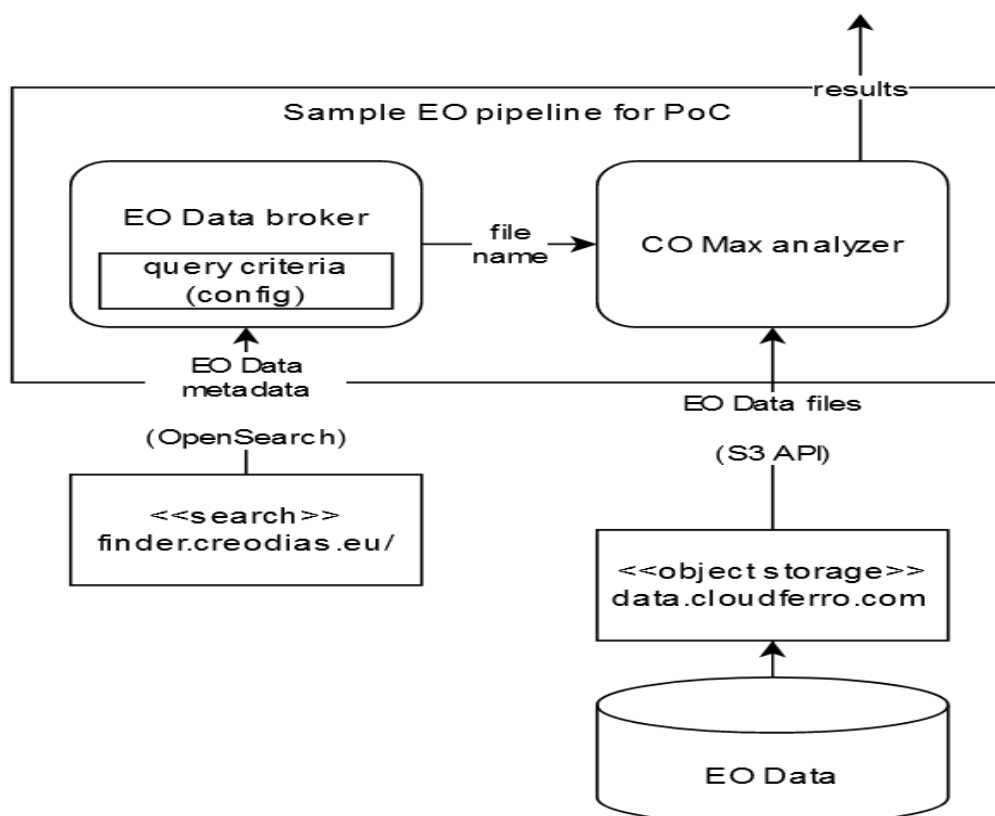 results
Sample EO pipeline for PoC
EO Data broker
query criteria
(config)
file
name
CO Max analyzer
EO Data
metadata
(OpenSearch)
<<search>>
finder.creodias.eu/
EO Data files
(S3 API)
<<object storage>>
data.cloudferro.com
EO Data